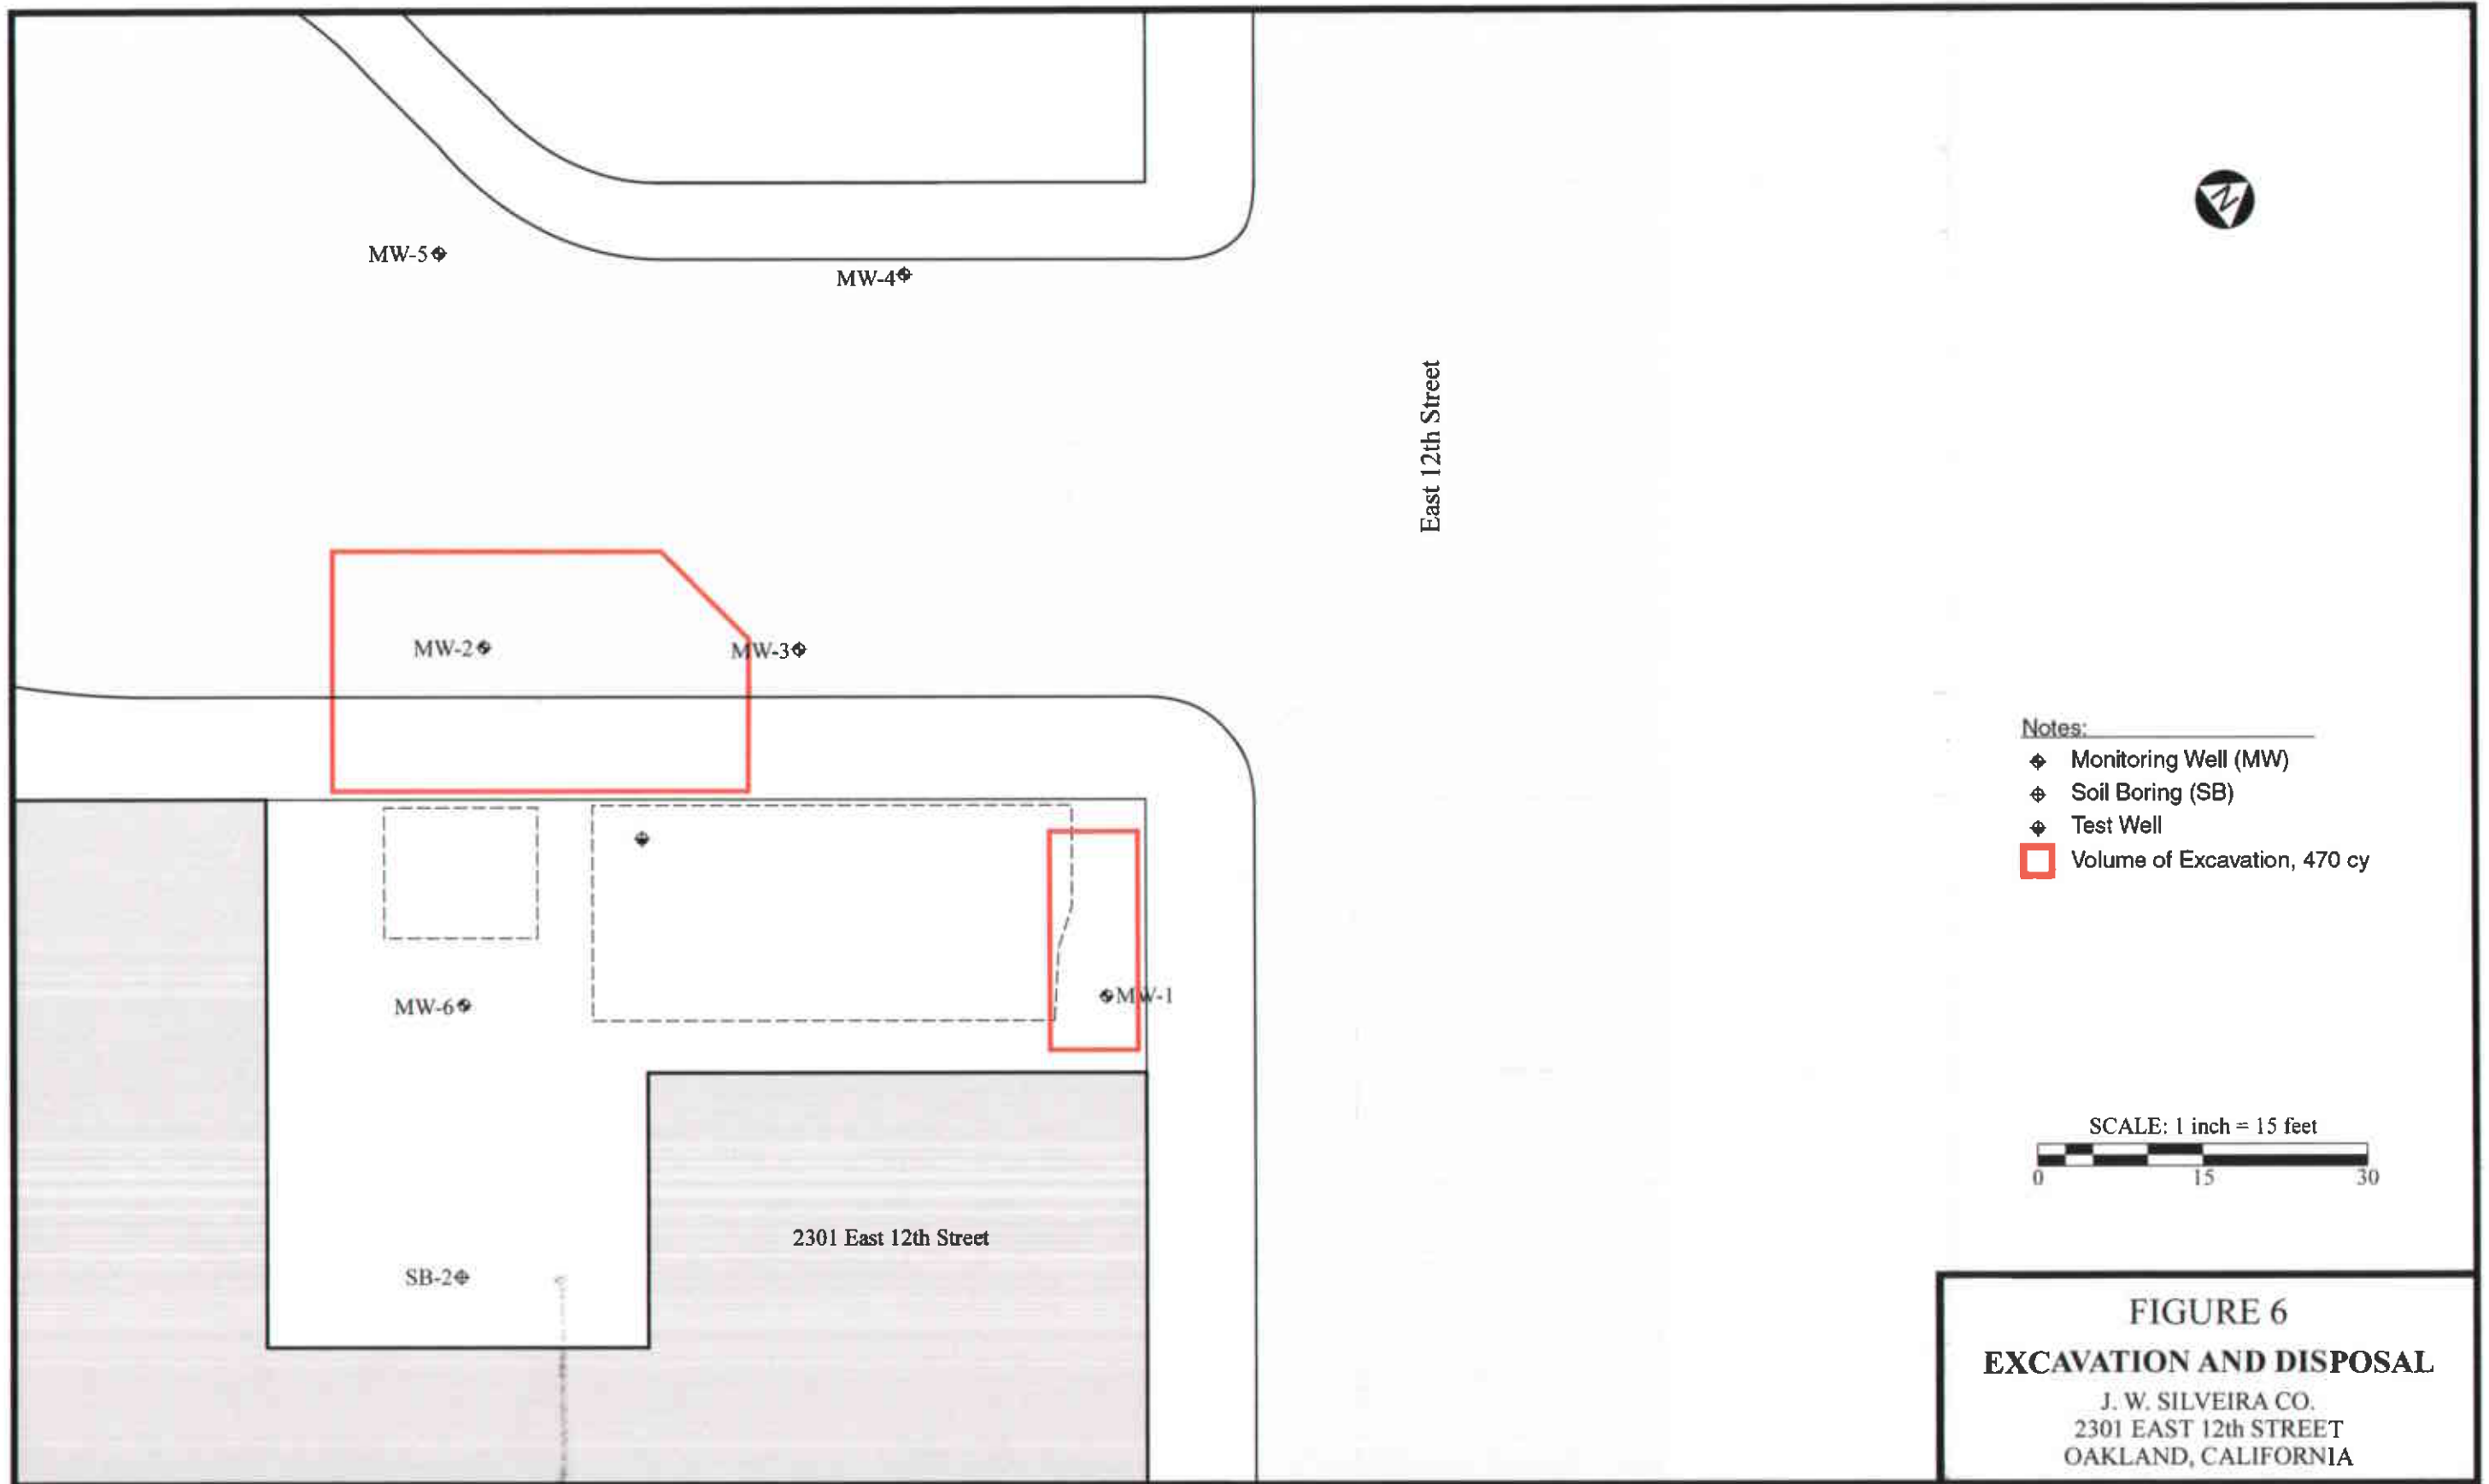 MW-5
MW-4
East 12th Street
MW-2
MW-3
Notes:
Monitoring Well (MW)
Soil Boring (SB)
Test Well
Volume of Excavation, 470 cy
MW-6
MW-1
SCALE: 1 inch = 15 feet
0 15 30
2301 East 12th Street
SB-2
FIGURE 6
EXCAVATION AND DISPOSAL
J. W. SILVEIRA CO.
2301 EAST 12th STREET
OAKLAND, CALIFORNIA
N